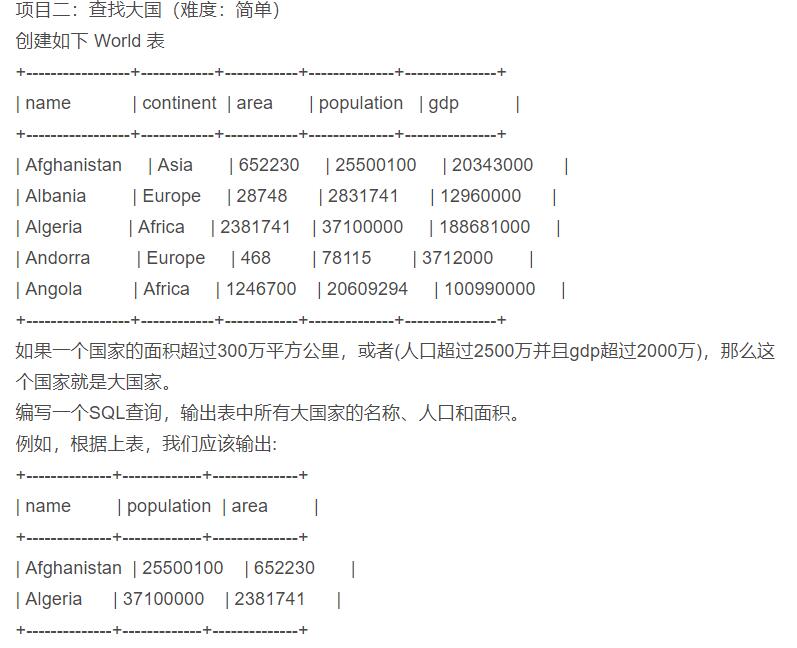 项目二：查找大国（难度：简单）
创建如下 World 表
+-----------------+------------+------------+--------------+---------------+
| name | continent | area | population | gdp |
+-----------------+------------+------------+--------------+---------------+
| Afghanistan | Asia | 652230 | 25500100 | 20343000 |
| Albania | Europe | 28748 | 2831741 | 12960000 |
| Algeria | Africa | 2381741 | 37100000 | 188681000 |
| Andorra | Europe | 468 | 78115 | 3712000 |
| Angola | Africa | 1246700 | 20609294 | 100990000 |
+-----------------+------------+------------+--------------+---------------+
如果一个国家的面积超过300万平方公里，或者(人口超过2500万并且gdp超过2000万)，那么这
个国家就是大国家。
编写一个SQL查询，输出表中所有大国家的名称、人口和面积。
例如，根据上表，我们应该输出:
+--------------+-------------+--------------+
| name | population | area |
+--------------+-------------+--------------+
| Afghanistan | 25500100 | 652230 |
| Algeria | 37100000 | 2381741 |
+--------------+-------------+--------------+